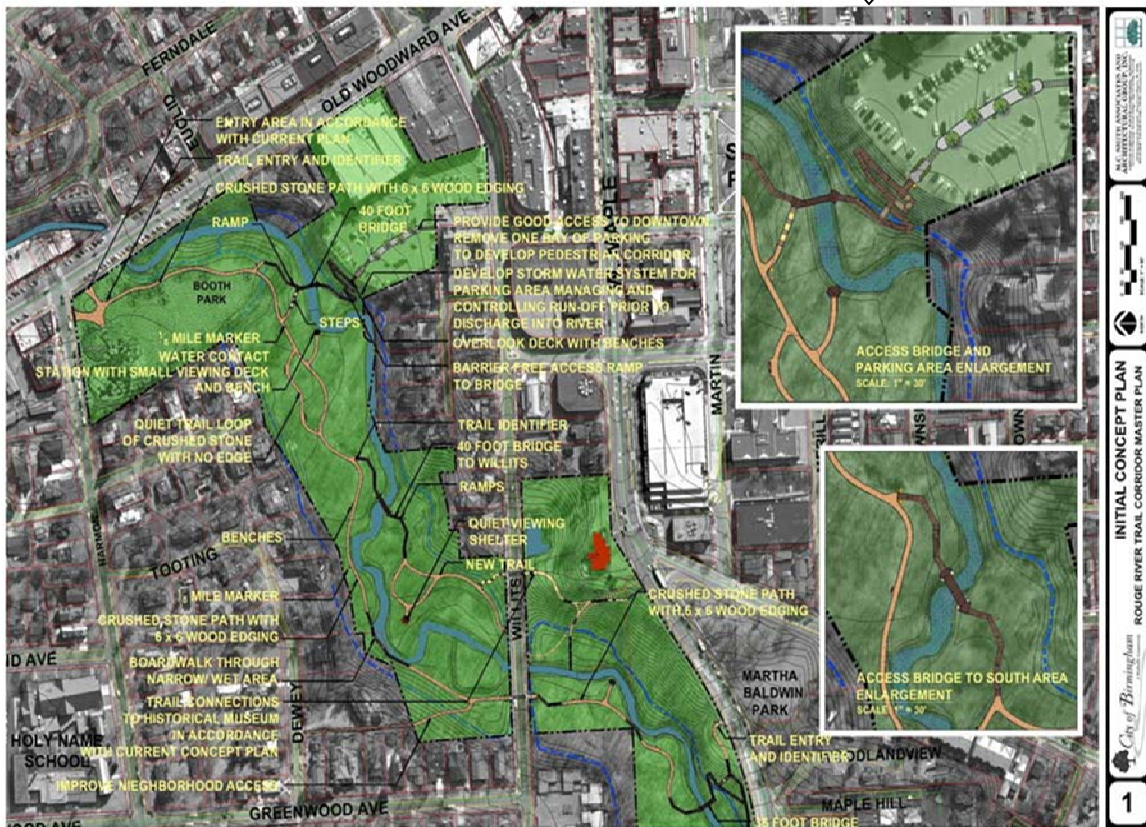 FERNDALE
EUCLID
OLD WOODWARD AVE
ENTRY AREA IN ACCORDANCE
WITH CURRENT PLAN
TRAIL ENTRY AND IDENTIFIER
CRUSHED STONE PATH WITH 6 x 6 WOOD EDGING
RAMP
40 FOOT
BRIDGE
PROVIDE GOOD ACCESS TO DOWNTOWN
REMOVE ONE BAY OF PARKING
TO DEVELOP PEDESTRIAN CORRIDOR
DEVELOP STORM WATER SYSTEM FOR
PARKING AREA MANAGING AND
CONTROLLING RUN-OFF PRIOR TO
DISCHARGE INTO RIVER
OVERLOOK DECK WITH BENCHES
BARRIER FREE ACCESS RAMP
TO BRIDGE
BOOTH
PARK
STEPS
MILE MARKER
WATER CONTACT
STATION WITH SMALL VIEWING DECK
AND BENCH
QUIET TRAIL LOOP
OF CRUSHED STONE
WITH NO EDGE
TRAIL IDENTIFIER
40 FOOT BRIDGE
TO WILLITS
RAMPS
QUIET VIEWING
SHELTER
NEW TRAIL
BENCHES
TOOTING
MILE MARKER
CRUSHED STONE PATH WITH
6 x 6 WOOD EDGING
BOARDWALK THROUGH
NARROW/ WET AREA
TRAIL CONNECTIONS
TO HISTORICAL MUSEUM
IN ACCORDANCE
WITH CURRENT CONCEPT PLAN
IMPROVE NIEGHBORHOOD ACCESS
CRUSHED STONE PATH
WITH 6 x 6 WOOD EDGING
WILLITS
MARTIN
MARTHA
BALDWIN
PARK
TRAIL ENTRY
AND IDENTIFIER
MAPLE HILL
35 FOOT BRIDGE
HOLY NAME
SCHOOL
DEWEY
GREENWOOD AVE
ACCESS BRIDGE AND
PARKING AREA ENLARGEMENT
SCALE: 1" = 30'
ACCESS BRIDGE TO SOUTH AREA
ENLARGEMENT
SCALE: 1" = 30'
M.C. SMITH ASSOCIATES AND
ARCHITECTURAL GROUP, INC.
INITIAL CONCEPT PLAN
ROUGE RIVER TRAIL CORRIDOR MASTER PLAN
City of Birmingham
1